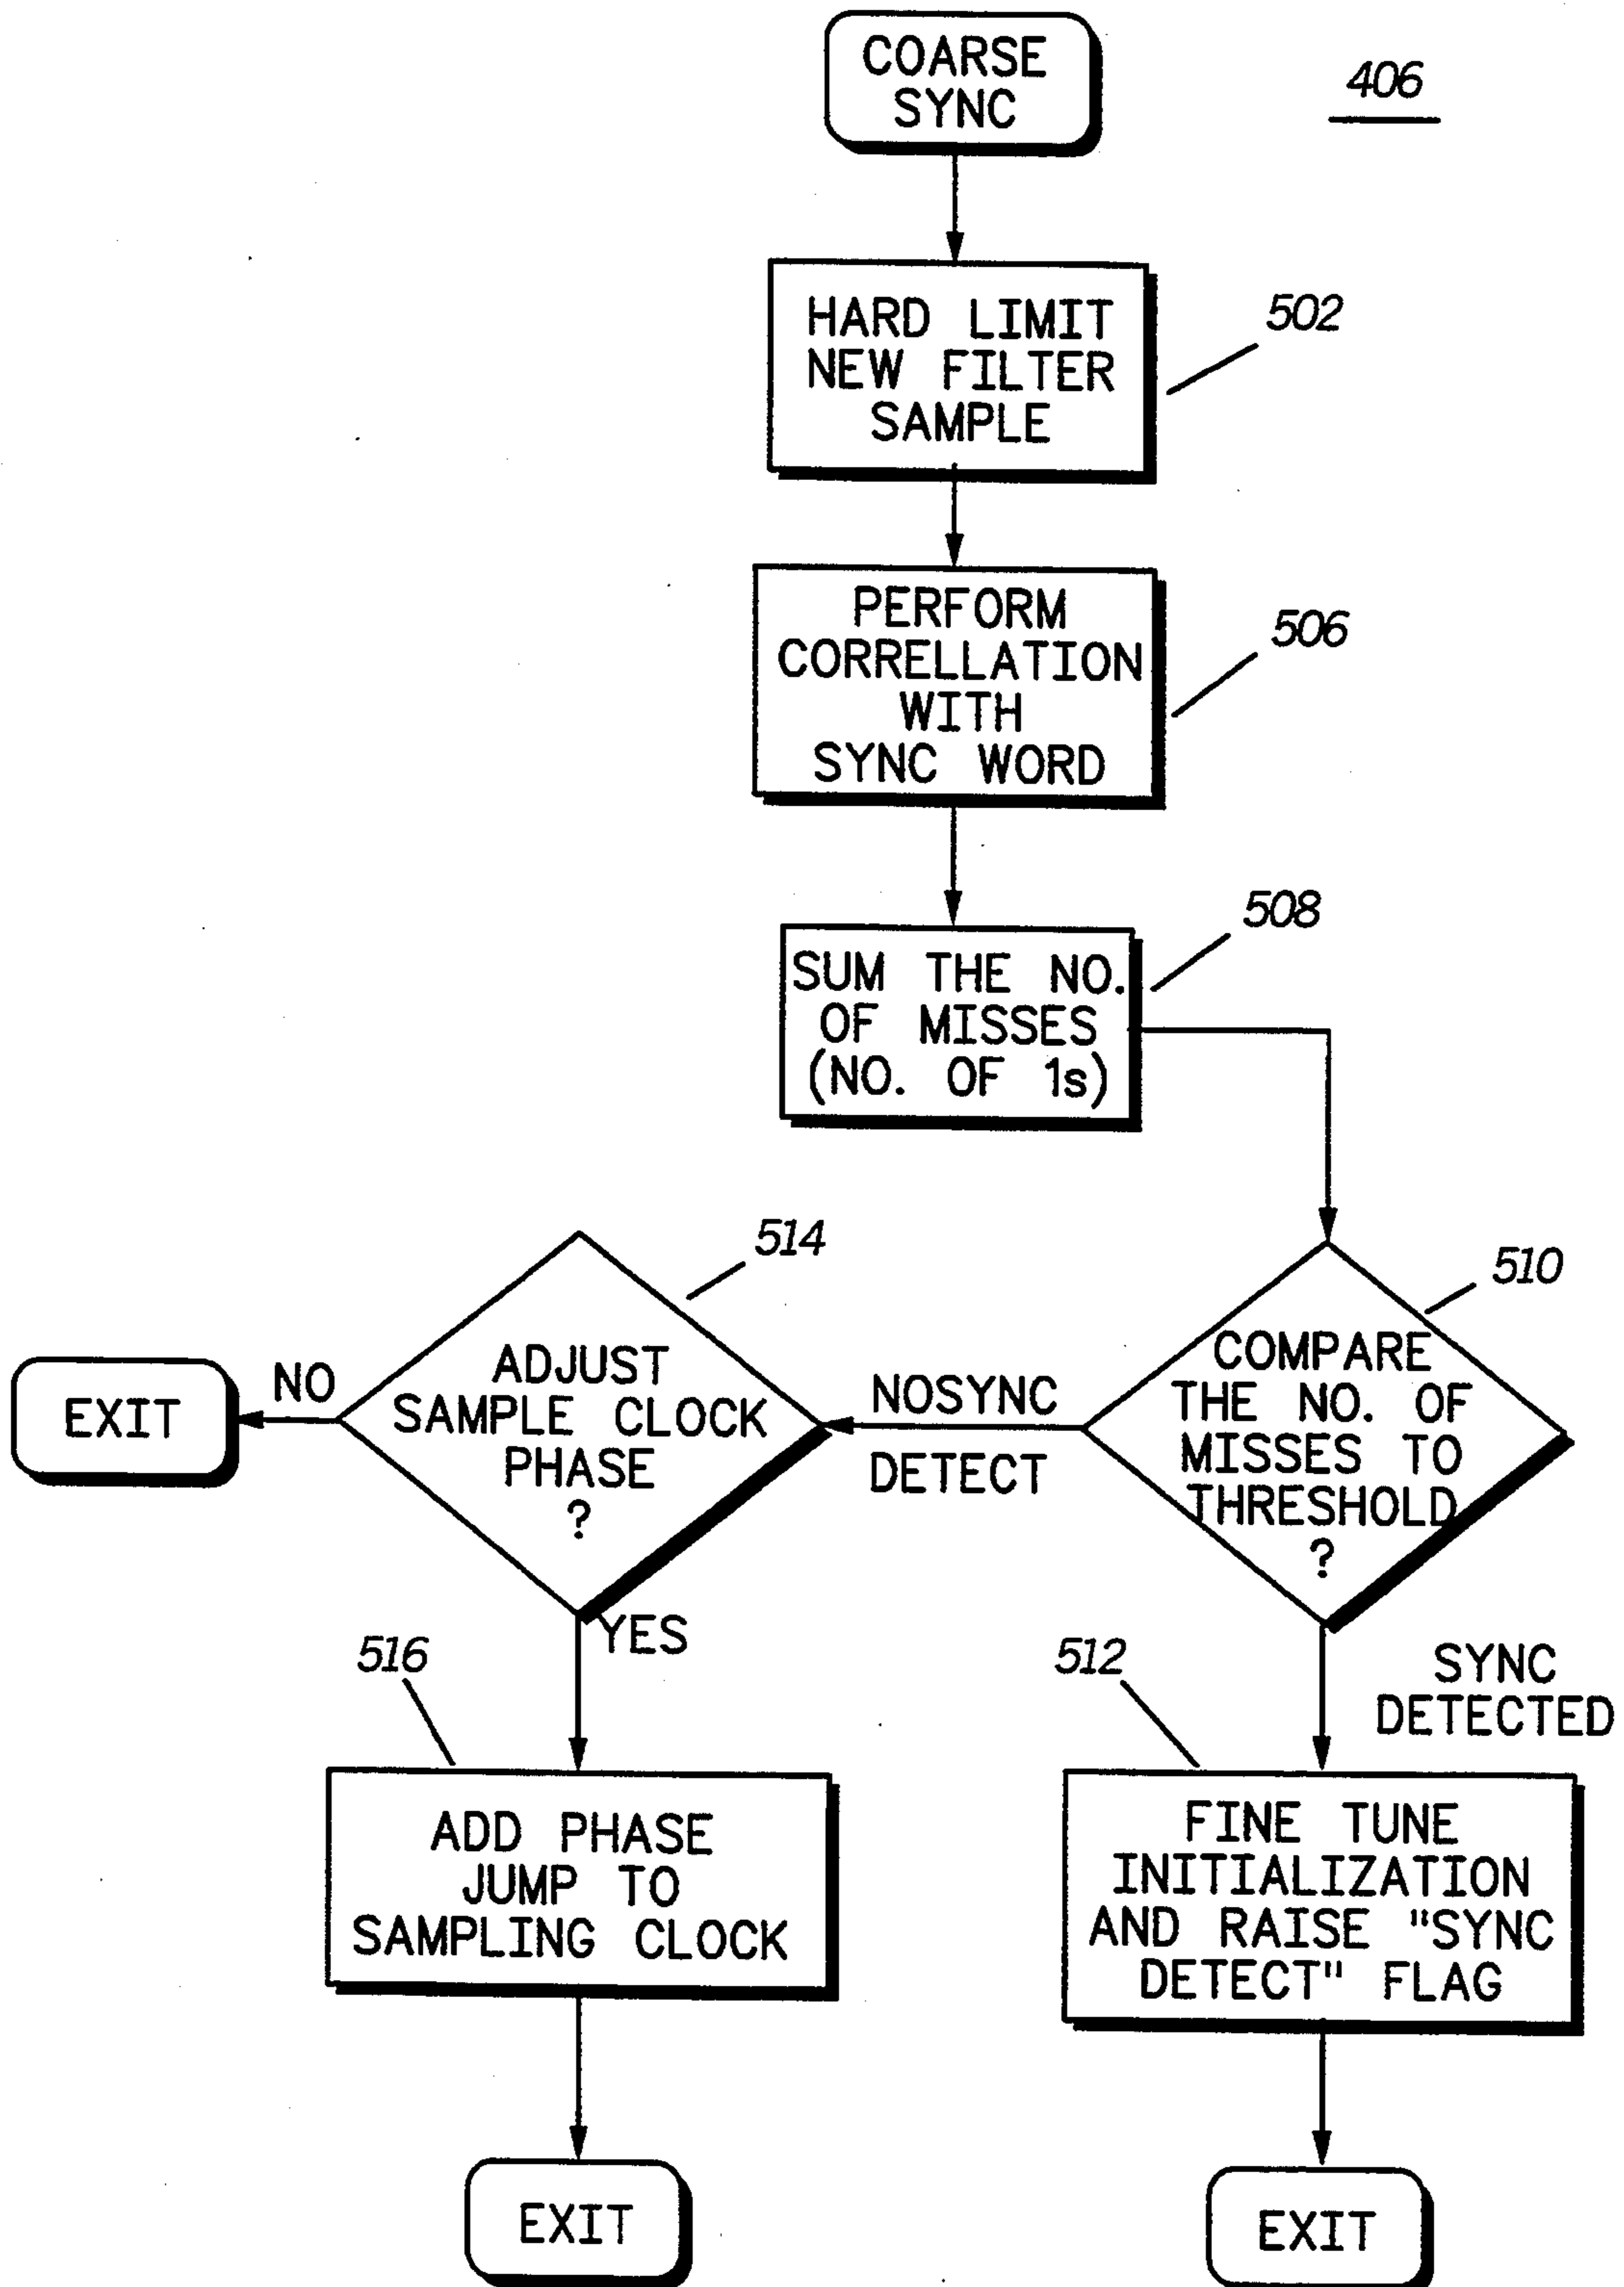 COARSE
SYNC
406
HARD LIMIT
NEW FILTER
SAMPLE
502
PERFORM
CORRELLATION
WITH
SYNC WORD
506
SUM THE NO.
OF MISSES
(NO. OF 1s)
508
COMPARE
THE NO. OF
MISSES TO
THRESHOLD
?
510
NOSYNC
DETECT
ADJUST
SAMPLE CLOCK
PHASE
?
514
NO
EXIT
YES
516
ADD PHASE
JUMP TO
SAMPLING CLOCK
EXIT
SYNC
DETECTED
512
FINE TUNE
INITIALIZATION
AND RAISE "SYNC
DETECT" FLAG
EXIT